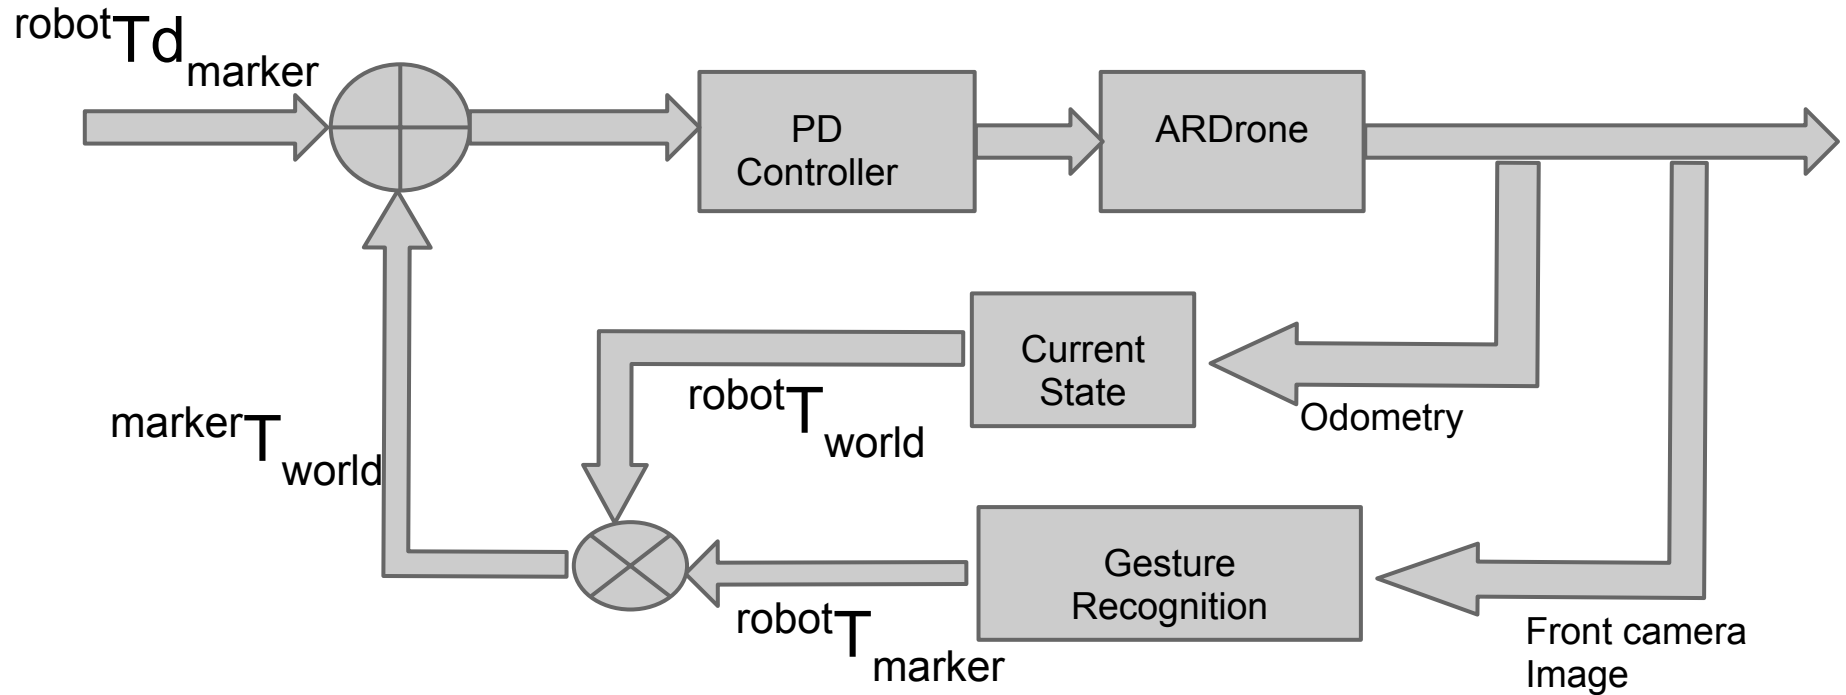 robotTdmarker
PD
Controller
ARDrone
Current
State
robotTworld
Odometry
markerTworld
Gesture
Recognition
robotTmarker
Front camera
Image